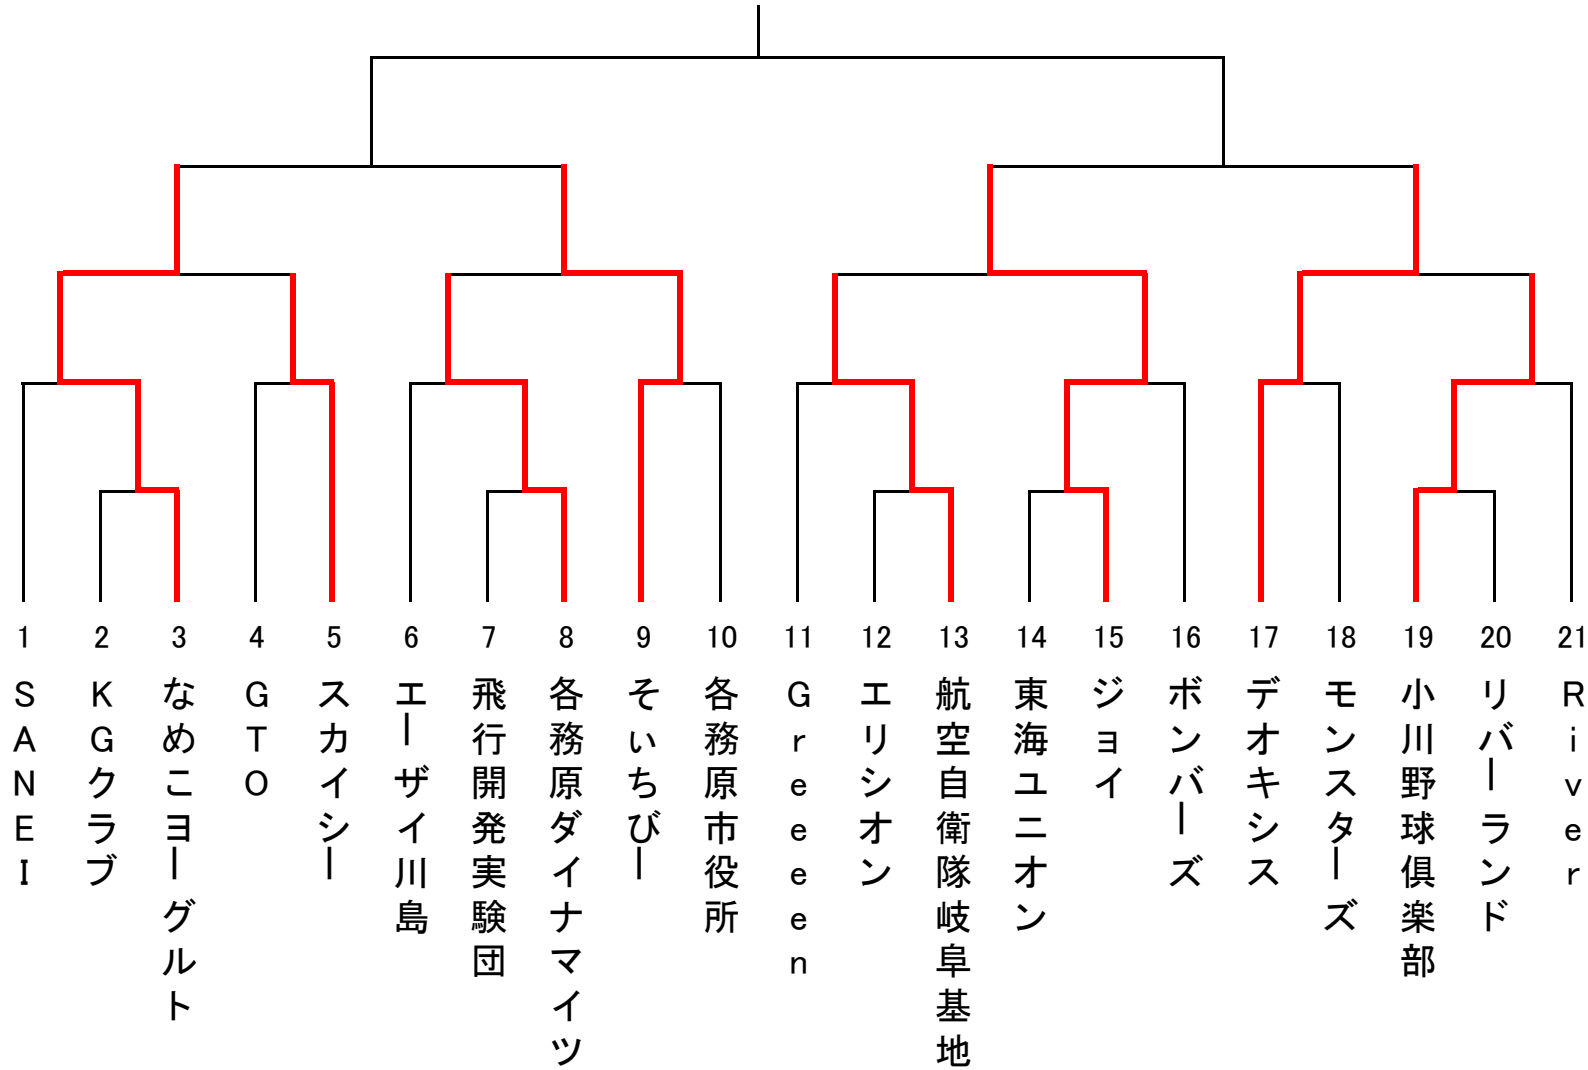 1 2 3 4 5 6 7 8 9 10 11 12 13 14 15 16 17 18 19 20 21
SANEI
KGクラブ
なめこヨーグルト
GTO
スカイシー
エーザイ川島
飛行開発実験団
各務原ダイナマイツ
そぃちびー
各務原市役所
Greeeen
エリシオン
航空自衛隊岐阜基地
東海ユニオン
ジョイ
ボンバーズ
デオキシス
モンスターズ
小川野球倶楽部
リバーランド
River